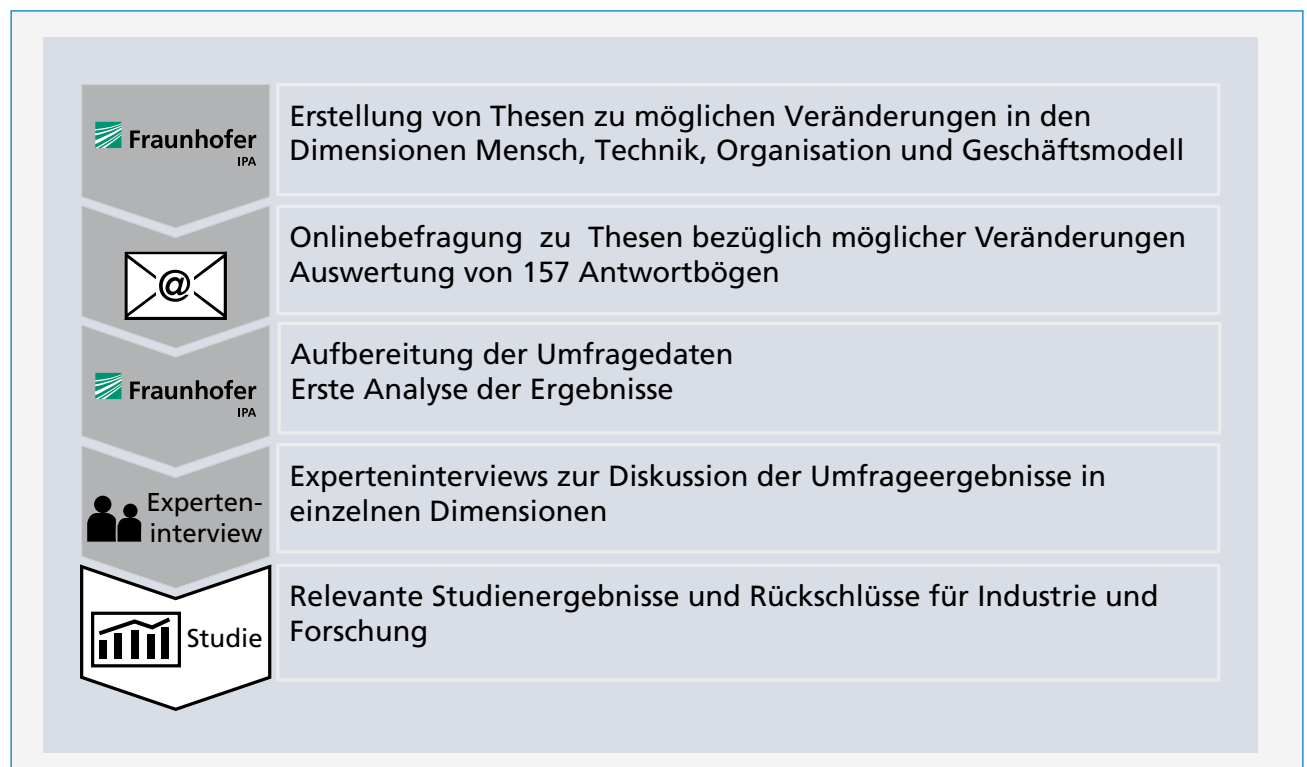 Fraunhofer
IPA
Erstellung von Thesen zu möglichen Veränderungen in den
Dimensionen Mensch, Technik, Organisation und Geschäftsmodell
@
Onlinebefragung zu Thesen bezüglich möglicher Veränderungen
Auswertung von 157 Antwortbögen
Fraunhofer
IPA
Aufbereitung der Umfragedaten
Erste Analyse der Ergebnisse
Experten-
interview
Experteninterviews zur Diskussion der Umfrageergebnisse in
einzelnen Dimensionen
Studie
Relevante Studienergebnisse und Rückschlüsse für Industrie und
Forschung